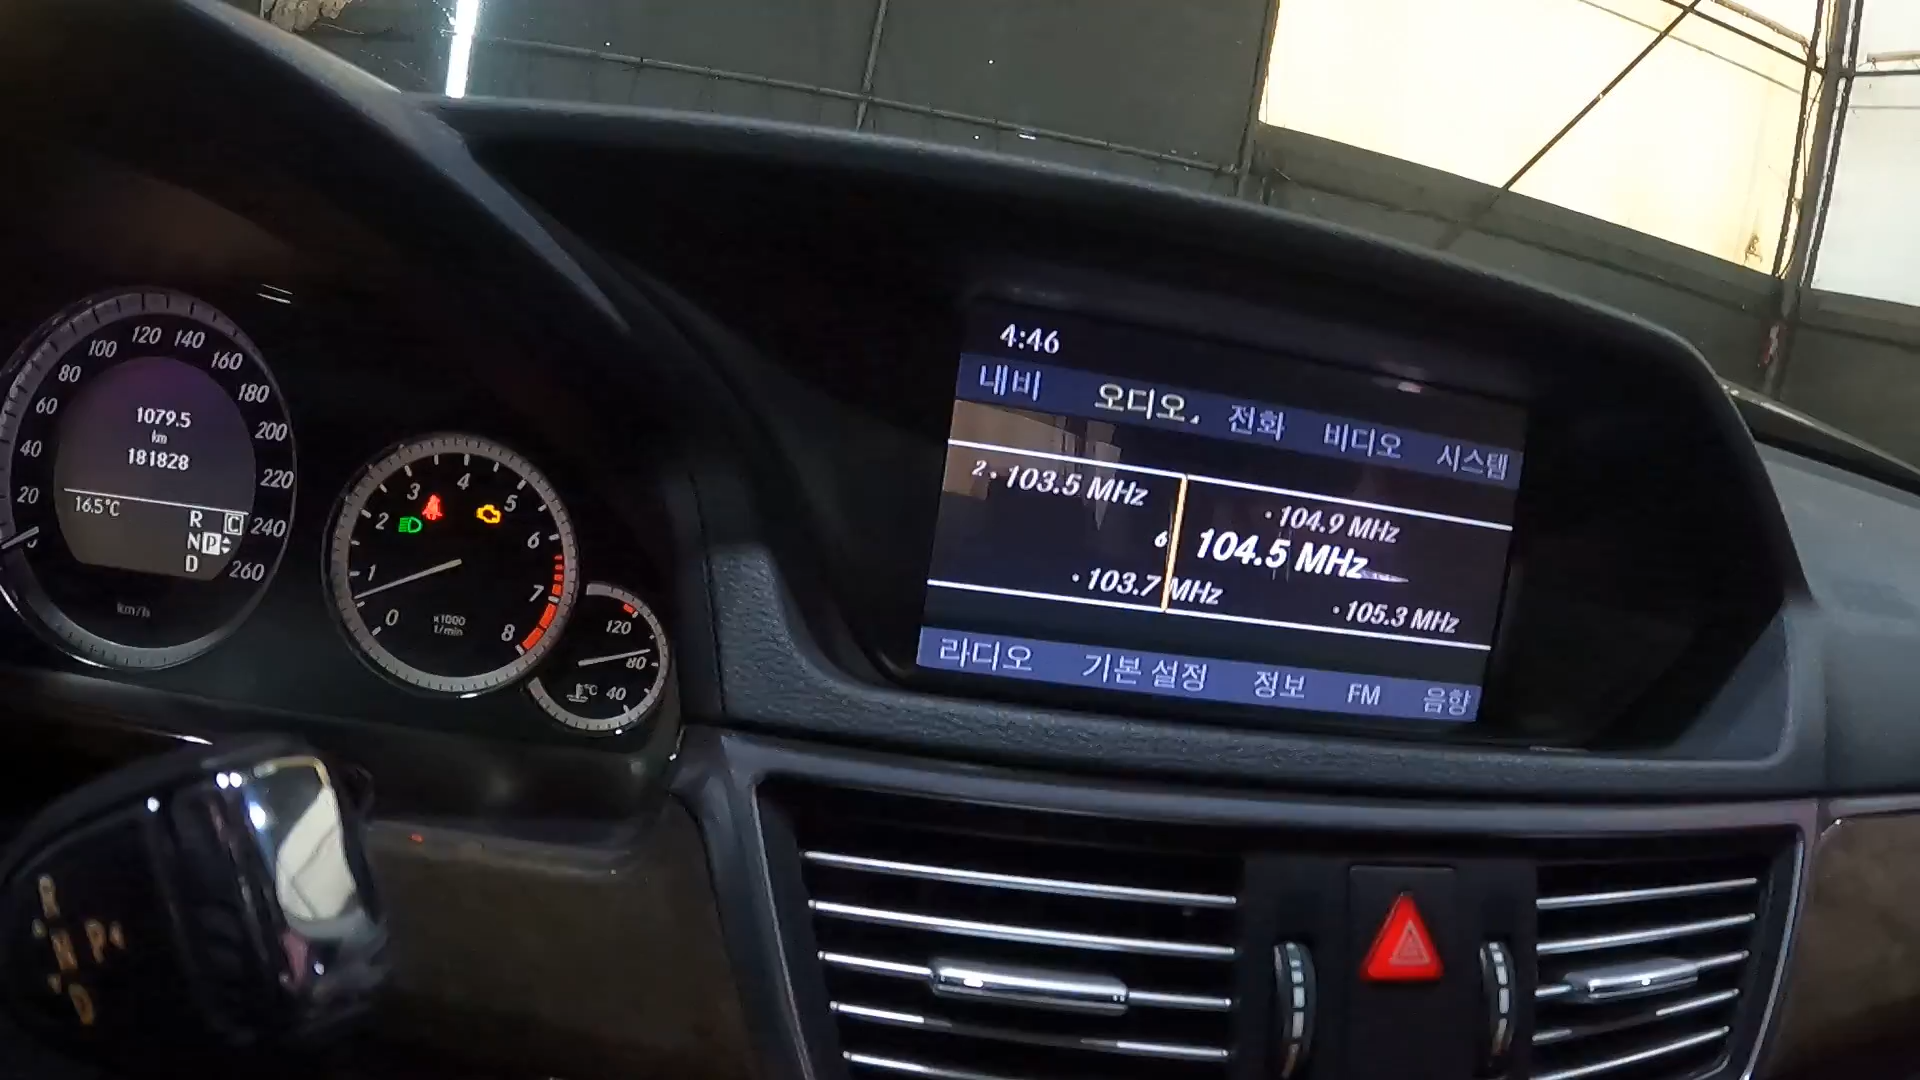 4:46
내비 오디오 전화 비디오 시스템
2 • 103.5 MHz
• 104.9 MHz
6 104.5 MHz
• 103.7 MHz
• 105.3 MHz
라디오 기본 설정 정보 FM 음향
20 40 60 80 100 120 140 160 180 200 220 240 260
1079.5
km
181828
16.5°C
R C
N P
D
km/h
0 1 2 3 4 5 6 7 8
x1000
1/min
120
80
°C 40
R
N P
D